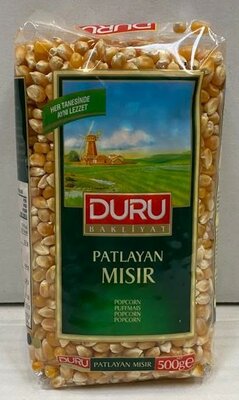 HER TANESİNDE
AYNI LEZZET
DURU
BAKLİYAT
PATLAYAN
MISIR
POPCORN
PUFFMAIS
POPCORN
POPCORN
DURU
PATLAYAN MISIR
500g℮